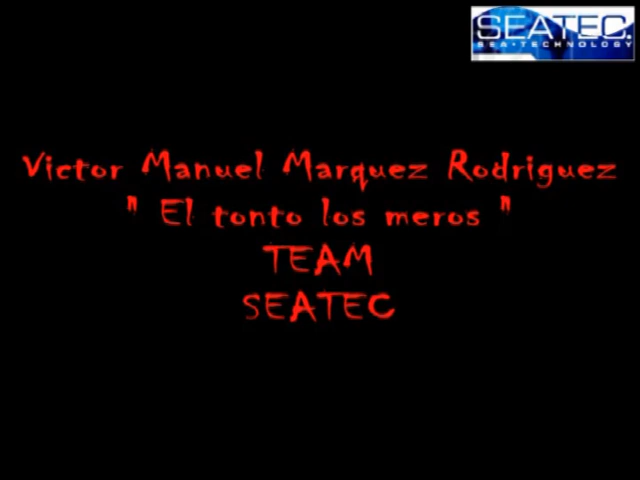 SEATEC.
SEA•TECHNOLOGY
Victor Manuel Marquez Rodriguez
" El tonto los meros "
TEAM
SEATEC